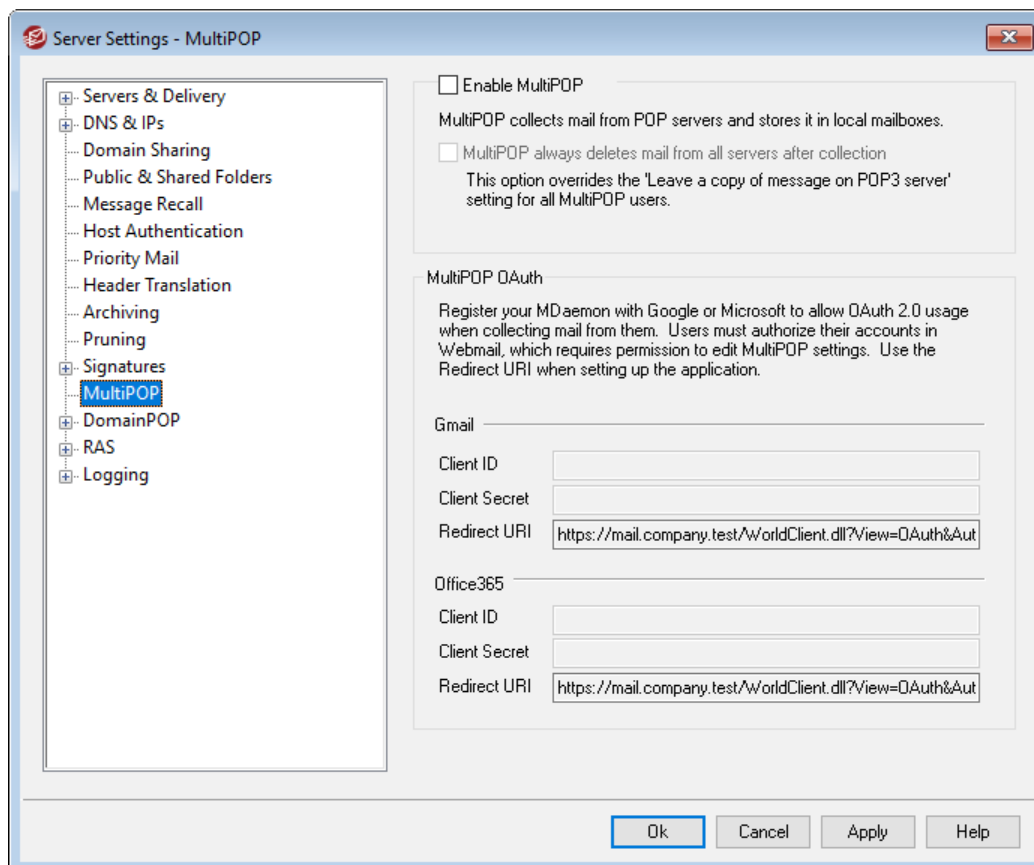 Server Settings - MultiPOP
Servers & Delivery
DNS & IPs
Domain Sharing
Public & Shared Folders
Message Recall
Host Authentication
Priority Mail
Header Translation
Archiving
Pruning
Signatures
MultiPOP
DomainPOP
RAS
Logging
Enable MultiPOP
MultiPOP collects mail from POP servers and stores it in local mailboxes.
MultiPOP always deletes mail from all servers after collection
This option overrides the 'Leave a copy of message on POP3 server'
setting for all MultiPOP users.
MultiPOP OAuth
Register your MDaemon with Google or Microsoft to allow OAuth 2.0 usage
when collecting mail from them.  Users must authorize their accounts in
Webmail, which requires permission to edit MultiPOP settings.  Use the
Redirect URI when setting up the application.
Gmail
Client ID
Client Secret
Redirect URI https://mail.company.test/WorldClient.dll?View=OAuth&Aut
Office365
Client ID
Client Secret
Redirect URI https://mail.company.test/WorldClient.dll?View=OAuth&Aut
Ok Cancel Apply Help